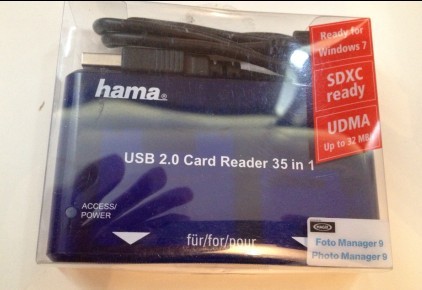 hama®
Ready for
Windows 7
SDXC
ready
UDMA
Up to 32 MB
USB 2.0 Card Reader 35 in 1
ACCESS/
POWER
für/for/pour
Foto Manager 9
Photo Manager 9